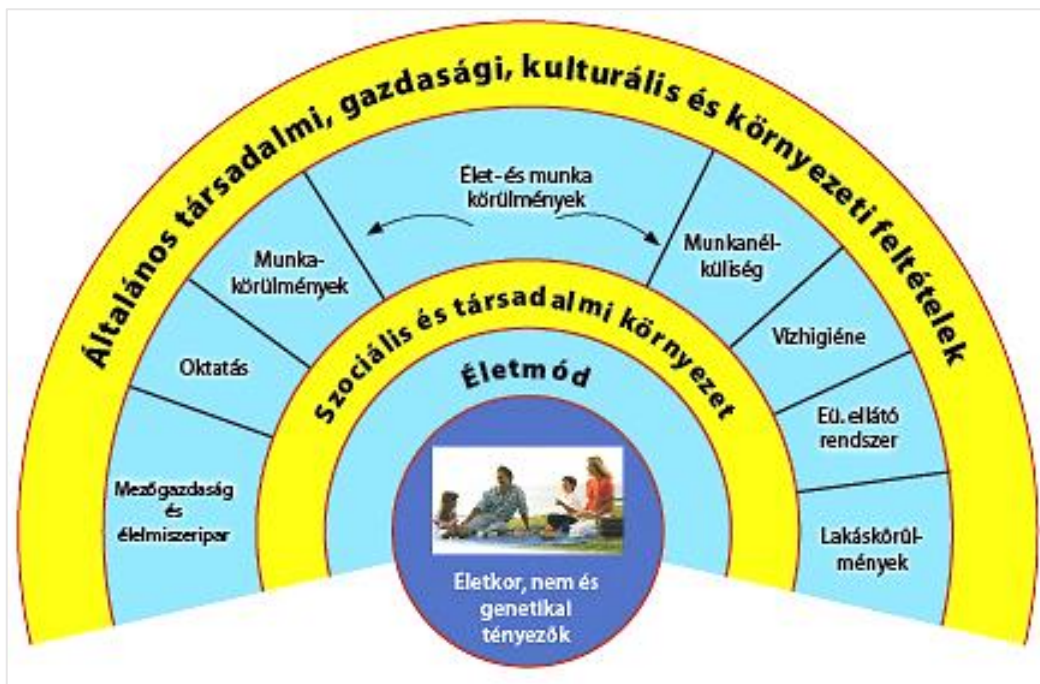 Általános társadalmi, gazdasági, kulturális és környezeti feltételek
Élet- és munka
körülmények
Munka-
körülmények
Munkanél-
küliség
Oktatás
Vízhigiéne
Mezőgazdaság
és
élelmiszeripar
Eü. ellátó
rendszer
Lakáskörül-
mények
Szociális és társadalmi környezet
Életmód
Életkor, nem és
genetikai
tényezők